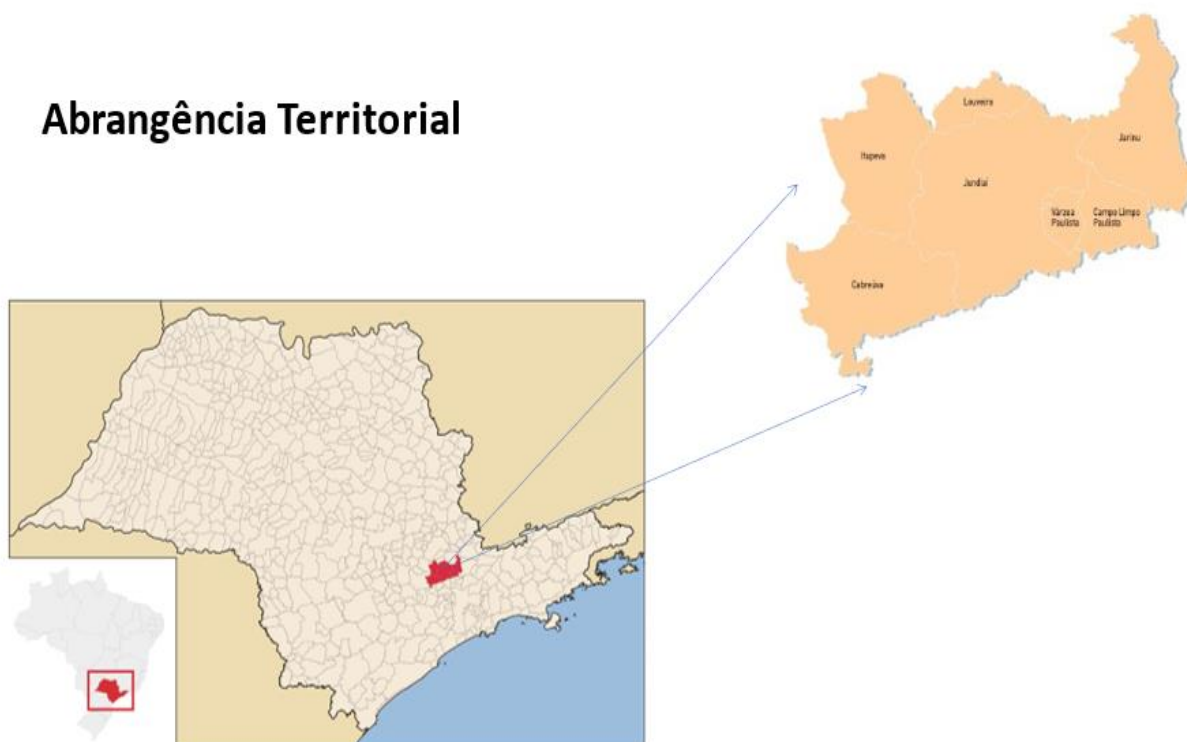 Abrangência Territorial
Louveira
Itupeva
Jarinu
Jundiaí
Várzea
Paulista
Campo Limpo
Paulista
Cabreúva